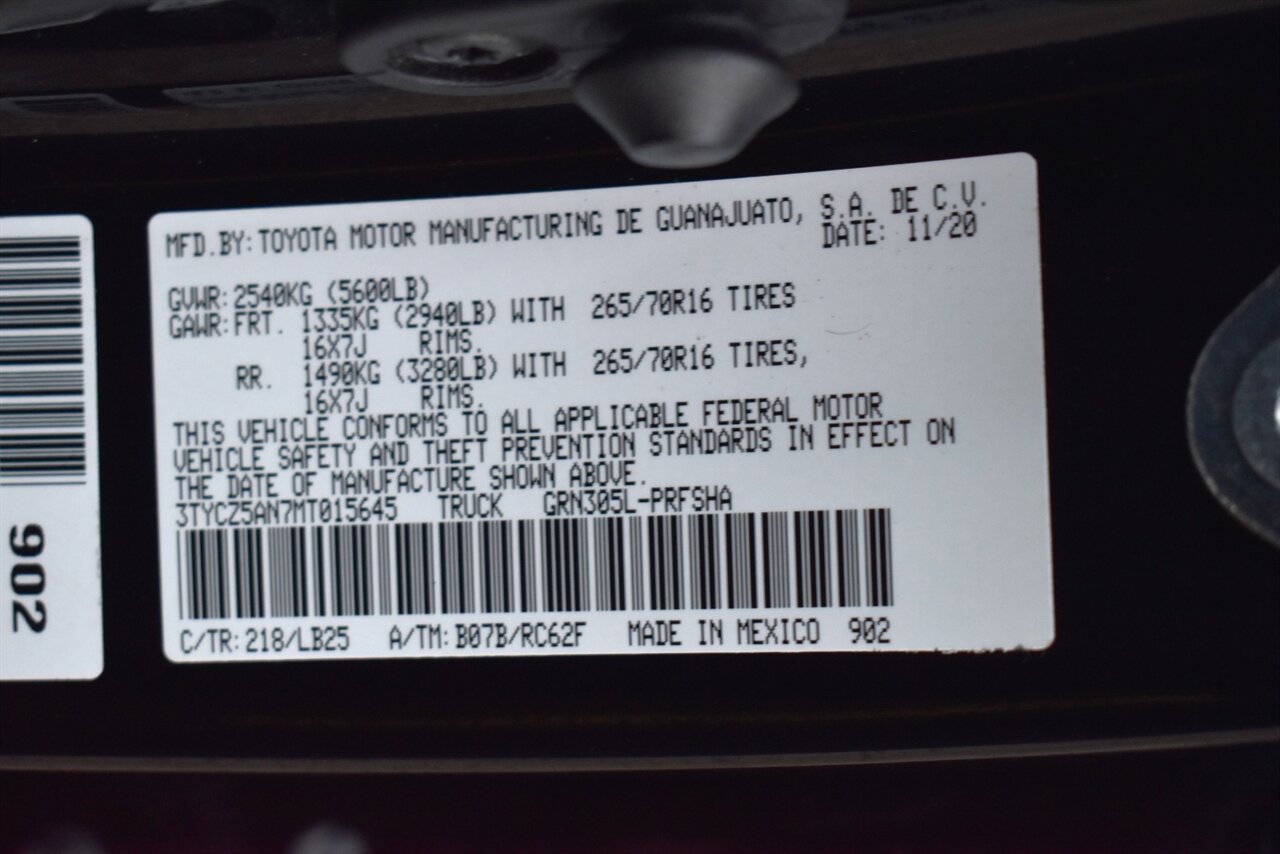 MFD.BY: TOYOTA MOTOR MANUFACTURING DE GUANAJUATO, S.A. DE C.V.
DATE: 11/20
GVWR: 2540KG (5600LB)
GAWR: FRT. 1335KG (2940LB) WITH 265/70R16 TIRES
16X7J RIMS.
RR. 1490KG (3280LB) WITH 265/70R16 TIRES,
16X7J RIMS.
THIS VEHICLE CONFORMS TO ALL APPLICABLE FEDERAL MOTOR
VEHICLE SAFETY AND THEFT PREVENTION STANDARDS IN EFFECT ON
THE DATE OF MANUFACTURE SHOWN ABOVE.
3TYCZ5AN7MT015645 TRUCK GRN305L-PRFSHA
C/TR: 218/LB25 A/TM: B07B/RC62F MADE IN MEXICO 902
902